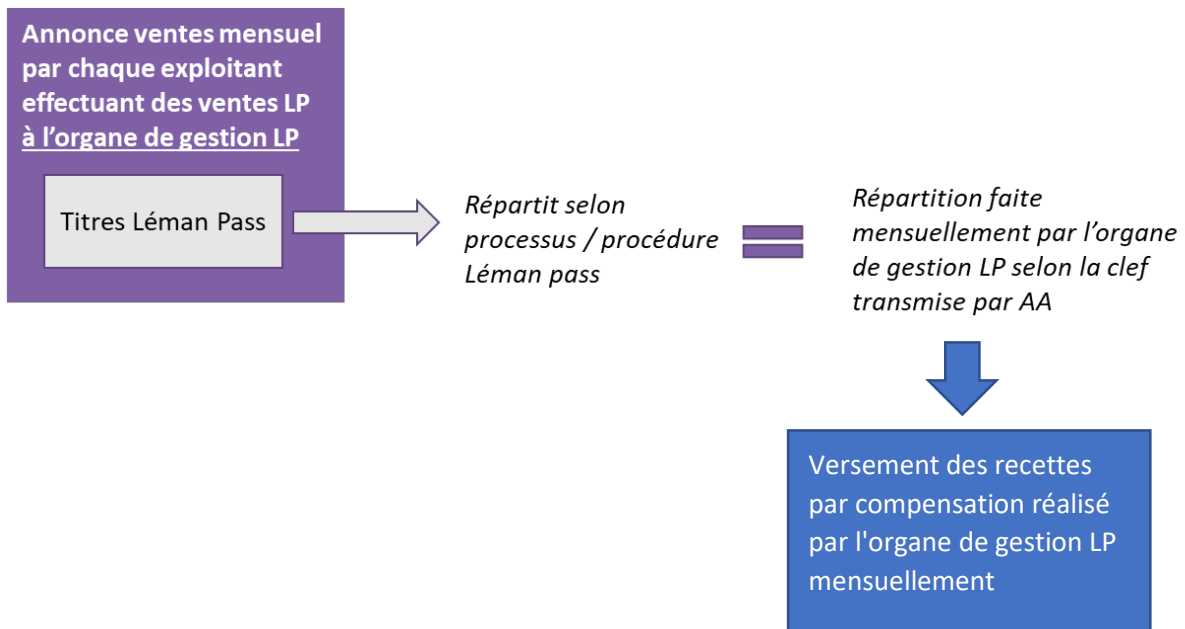 Annonce ventes mensuel
par chaque exploitant
effectuant des ventes LP
à l’organe de gestion LP
Titres Léman Pass
Répartit selon
processus / procédure
Léman pass
Répartition faite
mensuellement par l’organe
de gestion LP selon la clef
transmise par AA
Versement des recettes
par compensation réalisé
par l'organe de gestion LP
mensuellement